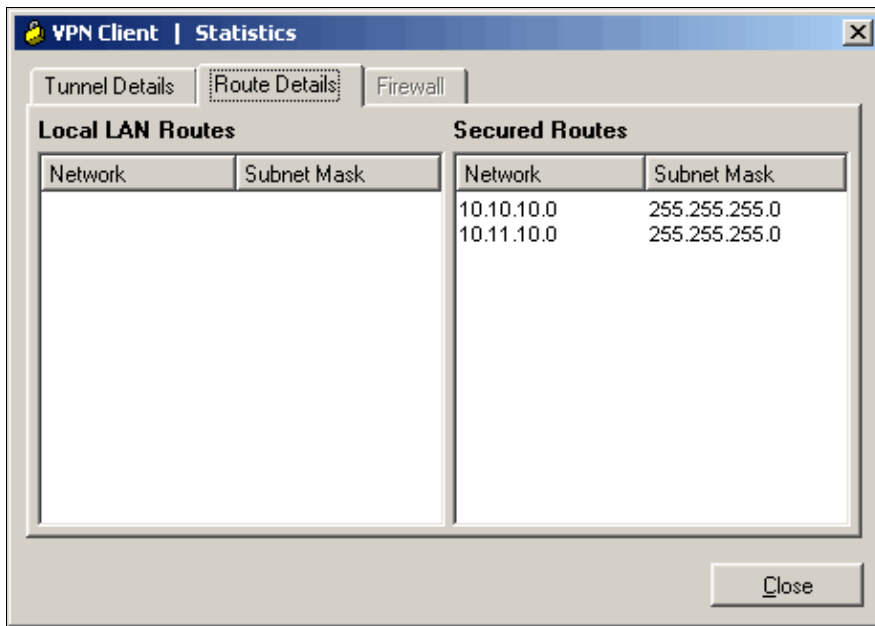 VPN Client | Statistics
Tunnel Details Route Details Firewall
Local LAN Routes
Network Subnet Mask
Secured Routes
Network Subnet Mask
10.10.10.0 255.255.255.0
10.11.10.0 255.255.255.0
Close